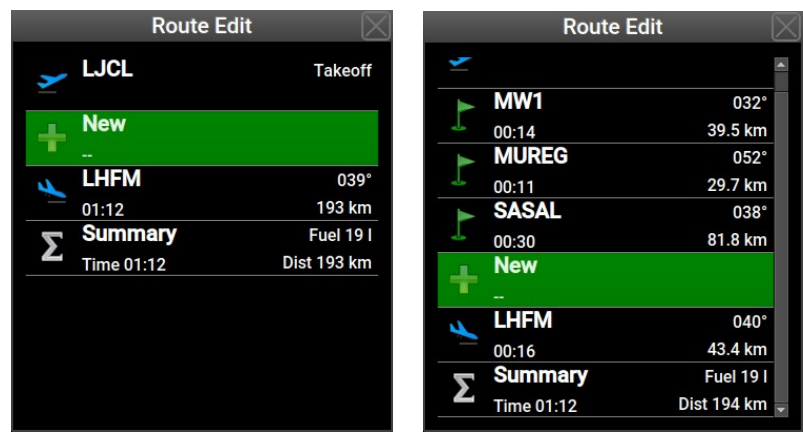 Route Edit
LJCL Takeoff
New
--
LHFM 039°
01:12 193 km
Summary Fuel 19 l
Time 01:12 Dist 193 km
Route Edit
MW1 032°
00:14 39.5 km
MUREG 052°
00:11 29.7 km
SASAL 038°
00:30 81.8 km
New
--
LHFM 040°
00:16 43.4 km
Summary Fuel 19 l
Time 01:12 Dist 194 km